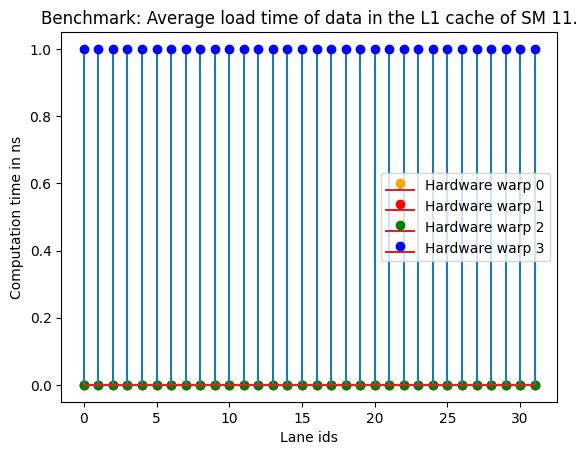 Benchmark: Average load time of data in the L1 cache of SM 11.
1.0
0.8
0.6
0.4
0.2
0.0
Computation time in ns
Hardware warp 0
Hardware warp 1
Hardware warp 2
Hardware warp 3
0 5 10 15 20 25 30
Lane ids